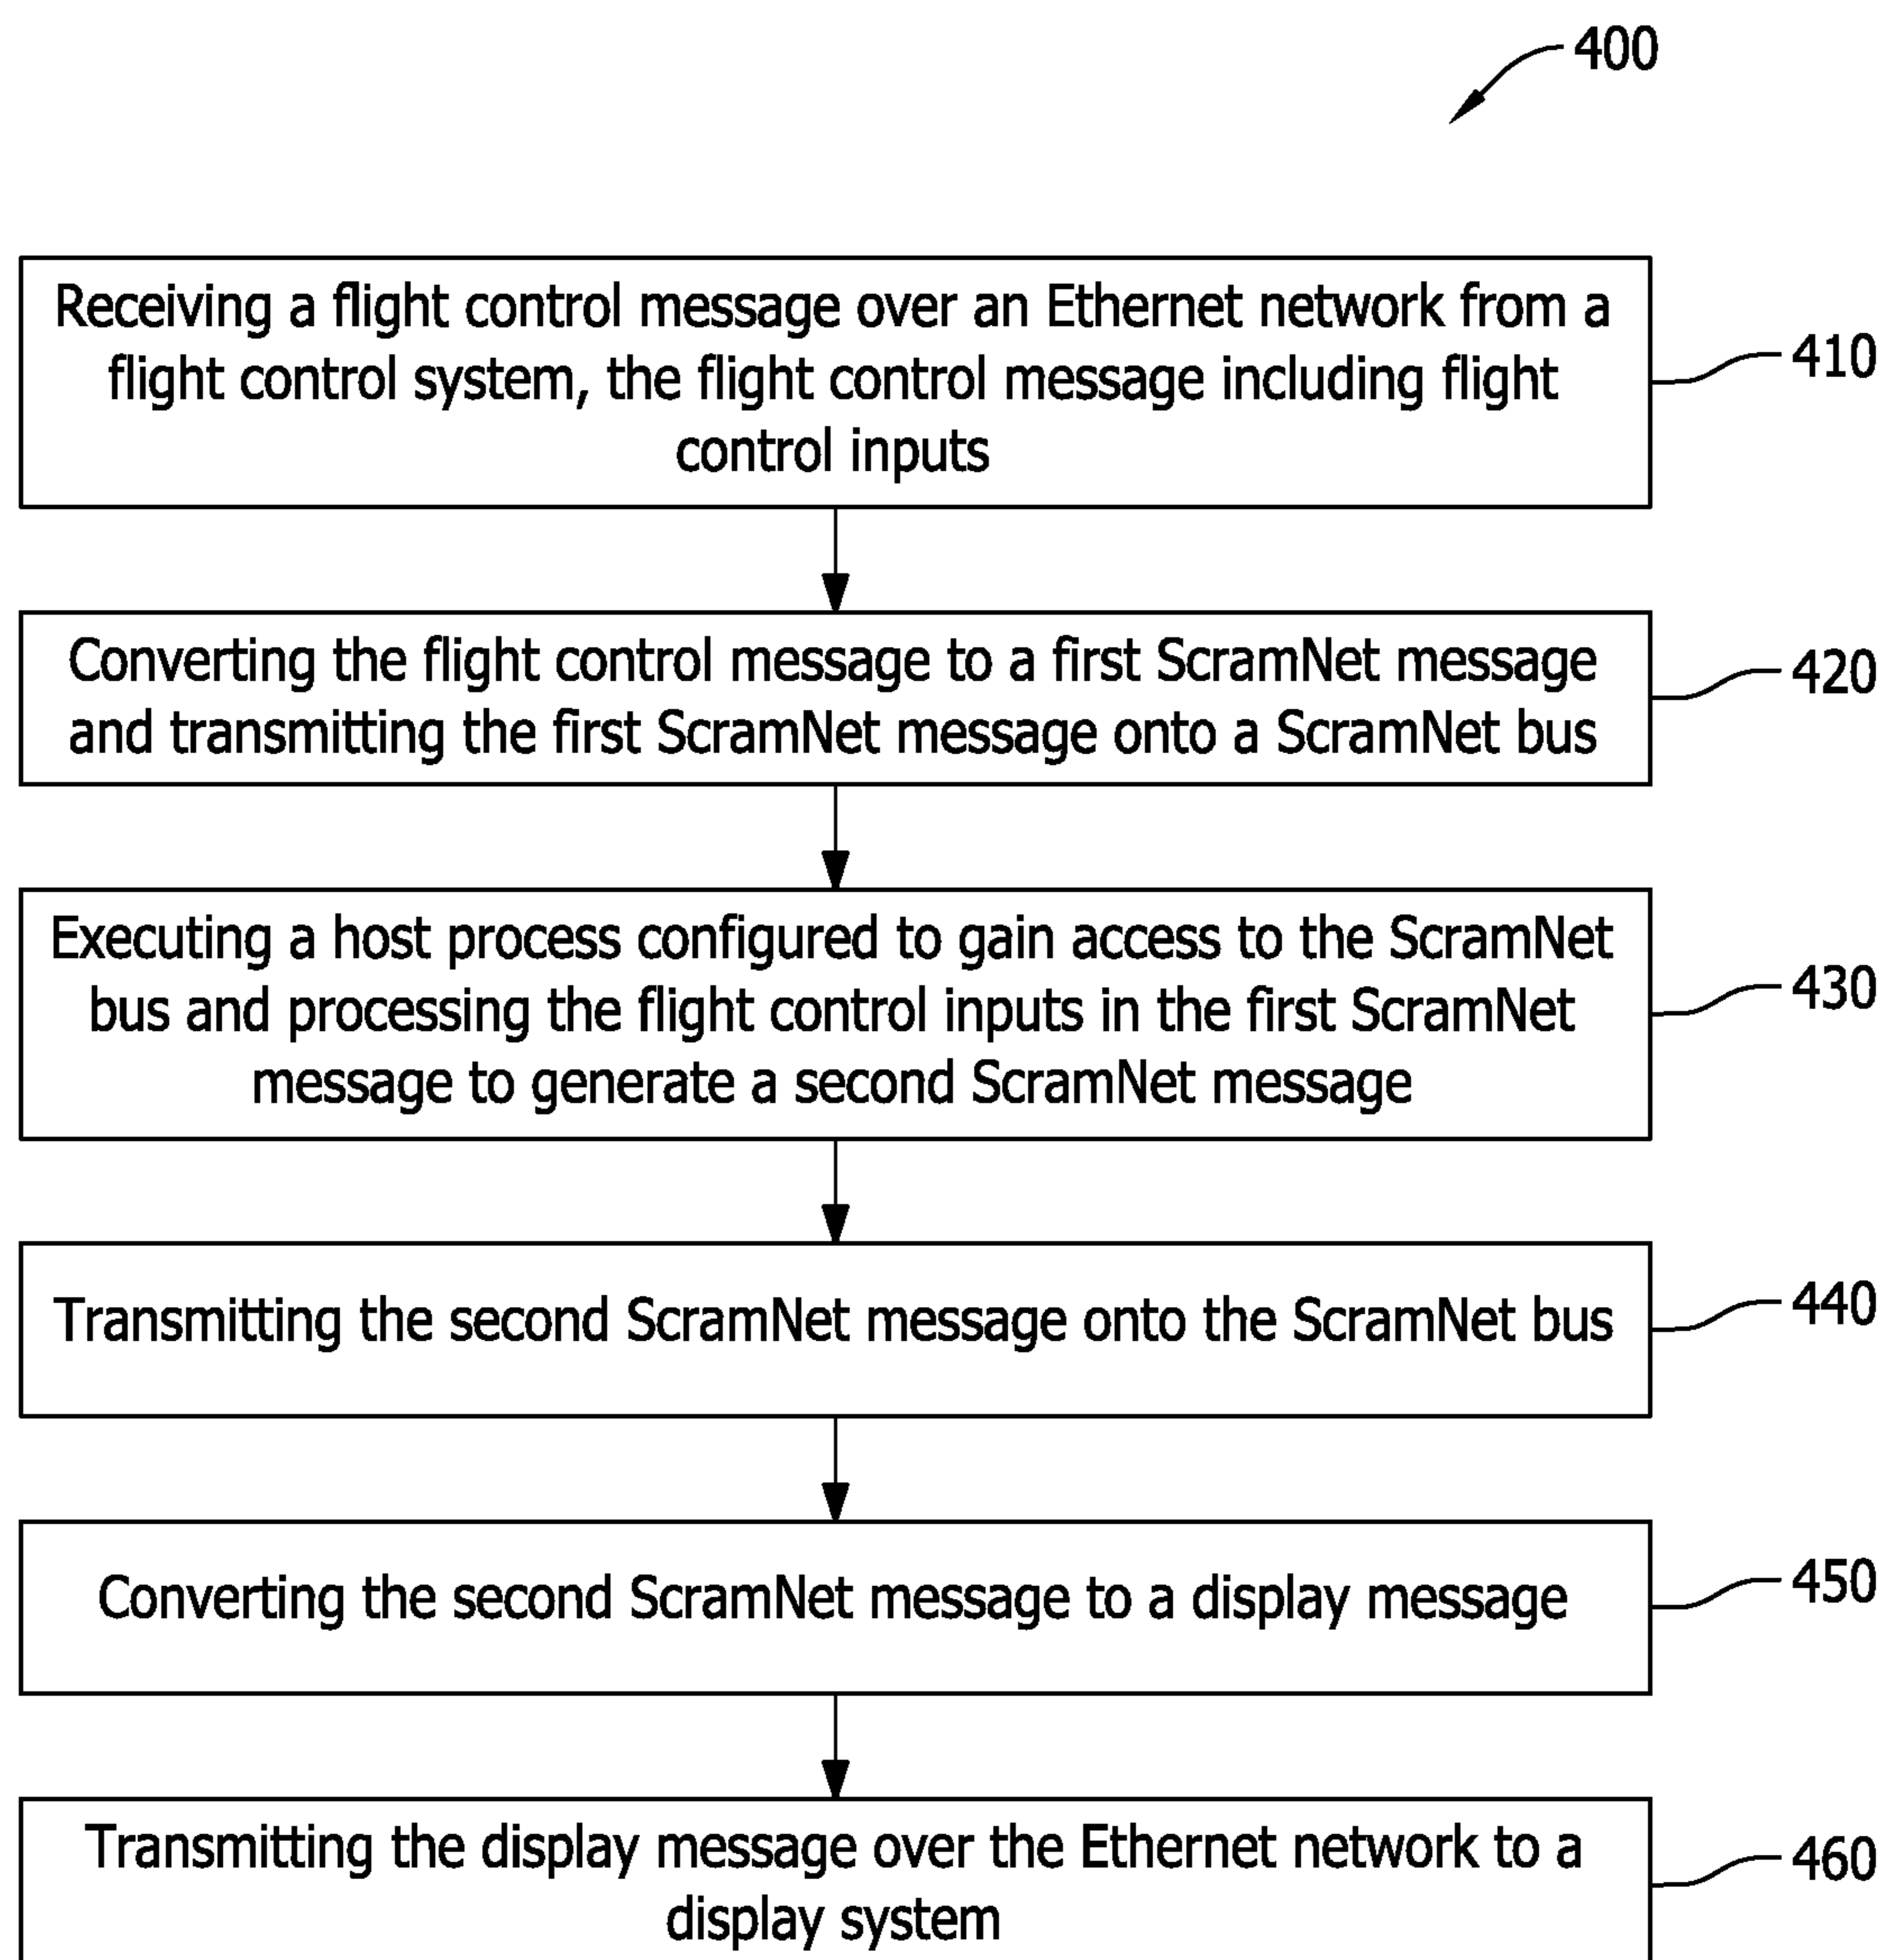 400
Receiving a flight control message over an Ethernet network from a
flight control system, the flight control message including flight
control inputs
410
Converting the flight control message to a first ScramNet message
and transmitting the first ScramNet message onto a ScramNet bus
420
Executing a host process configured to gain access to the ScramNet
bus and processing the flight control inputs in the first ScramNet
message to generate a second ScramNet message
430
Transmitting the second ScramNet message onto the ScramNet bus
440
Converting the second ScramNet message to a display message
450
Transmitting the display message over the Ethernet network to a
display system
460